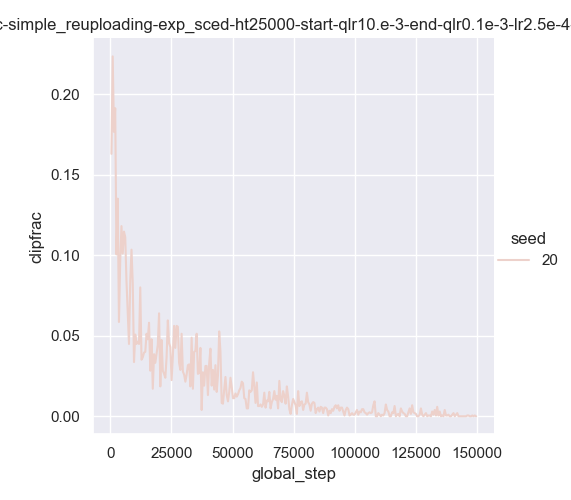 c-simple_reuploading-exp_sced-ht25000-start-qlr10.e-3-end-qlr0.1e-3-lr2.5e-4
0.20
0.15
0.10
0.05
0.00
clipfrac
seed
20
0 25000 50000 75000 100000 125000 150000
global_step